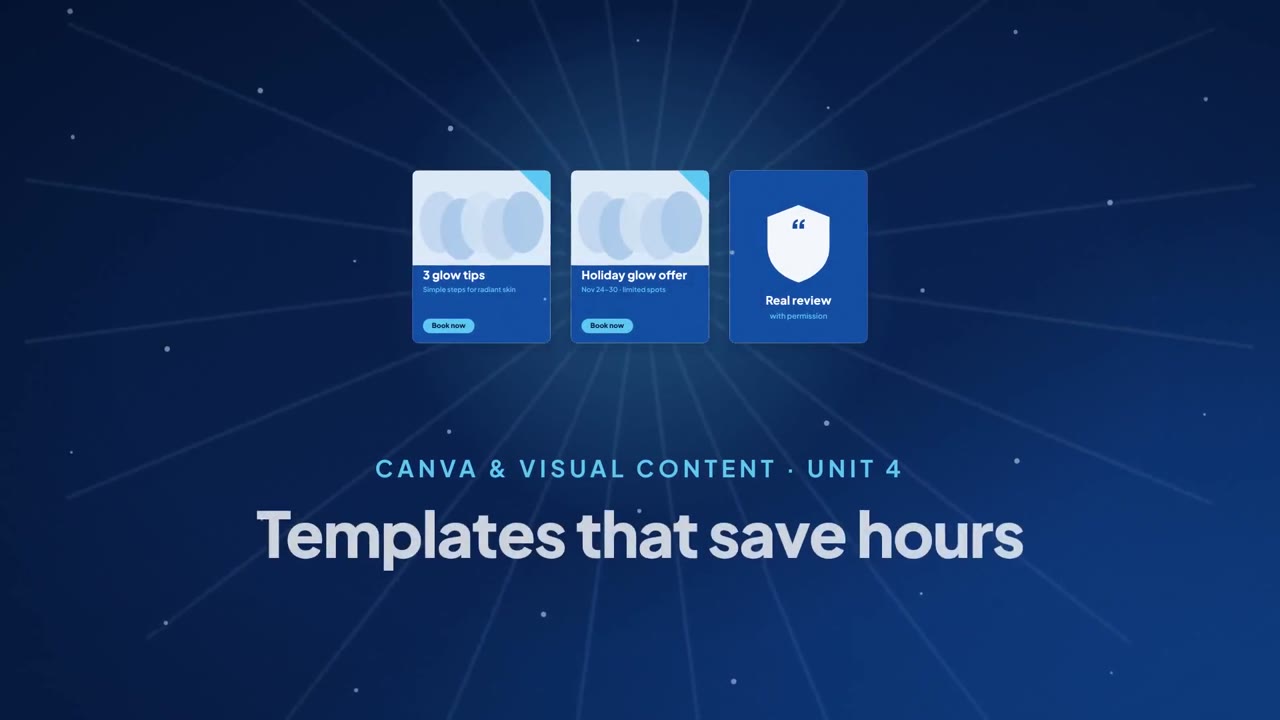 3 glow tips
Simple steps for radiant skin
Book now
Holiday glow offer
Nov 24–30 · limited spots
Book now
“
Real review
with permission
CANVA & VISUAL CONTENT · UNIT 4
Templates that save hours